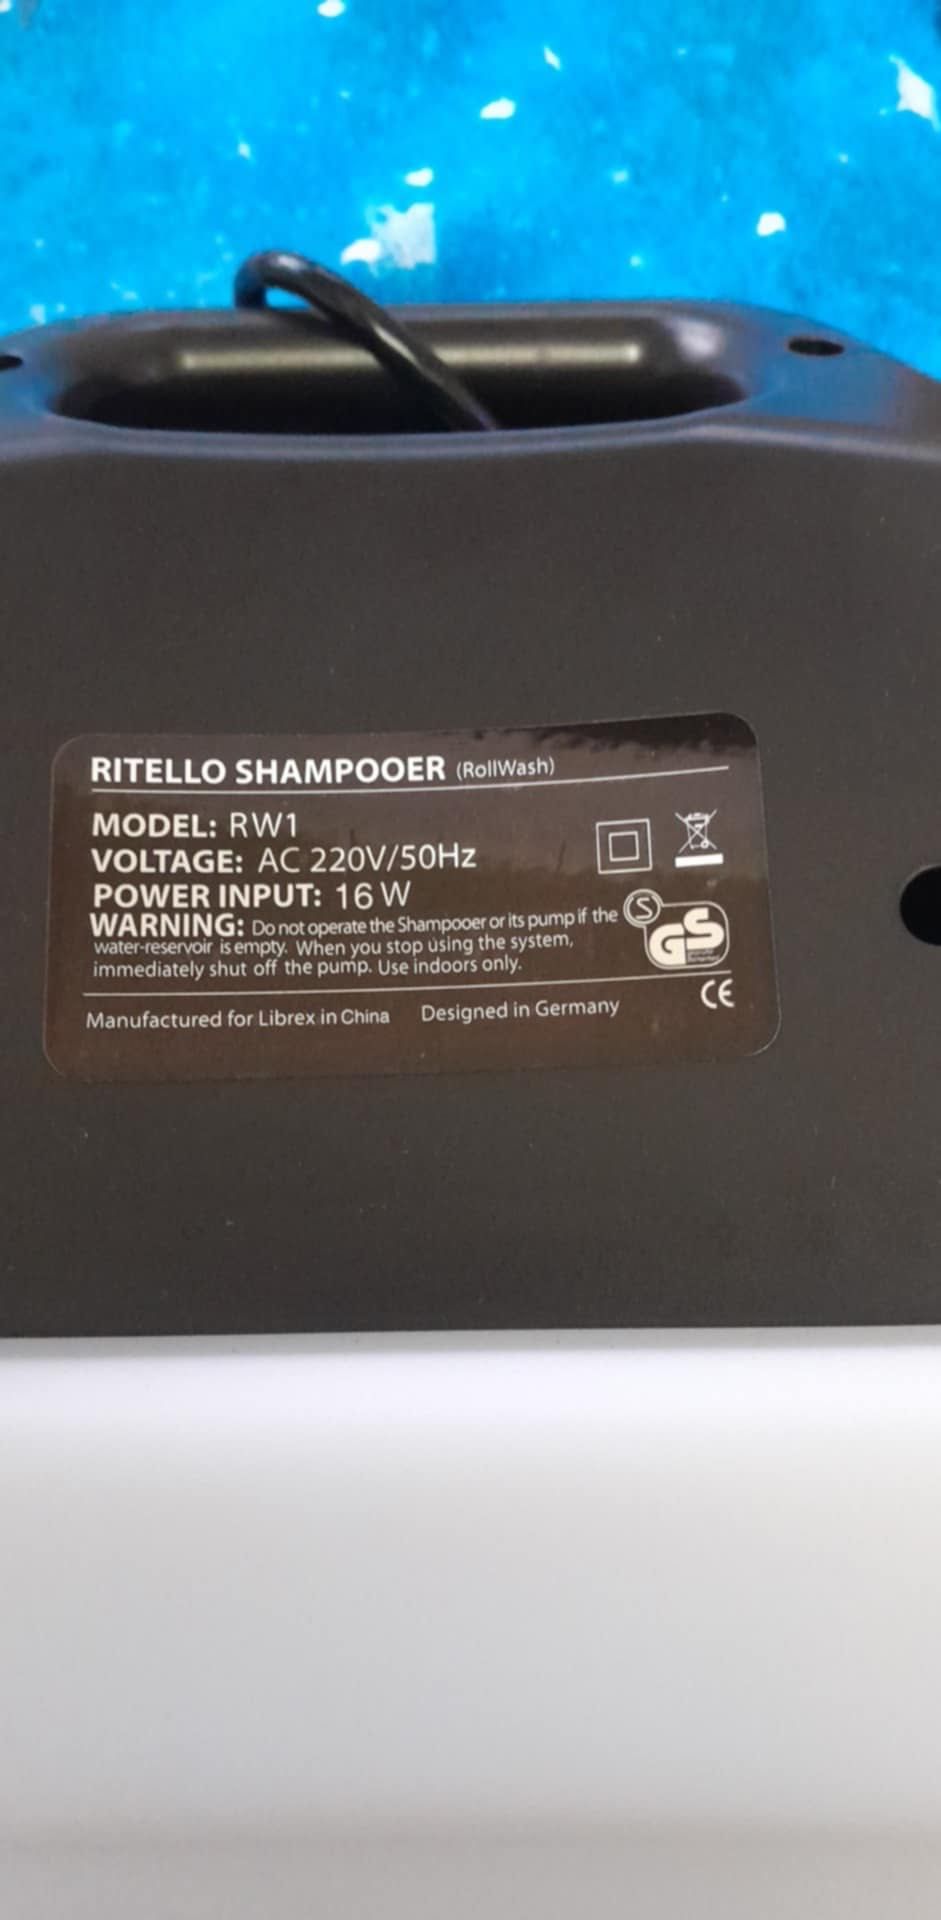 RITELLO SHAMPOOER (RollWash)
MODEL: RW1
VOLTAGE: AC 220V/50Hz
POWER INPUT: 16 W
WARNING: Do not operate the Shampooer or its pump if the
water-reservoir is empty. When you stop using the system,
immediately shut off the pump. Use indoors only.
S
GS
CE
Manufactured for Librex in China Designed in Germany